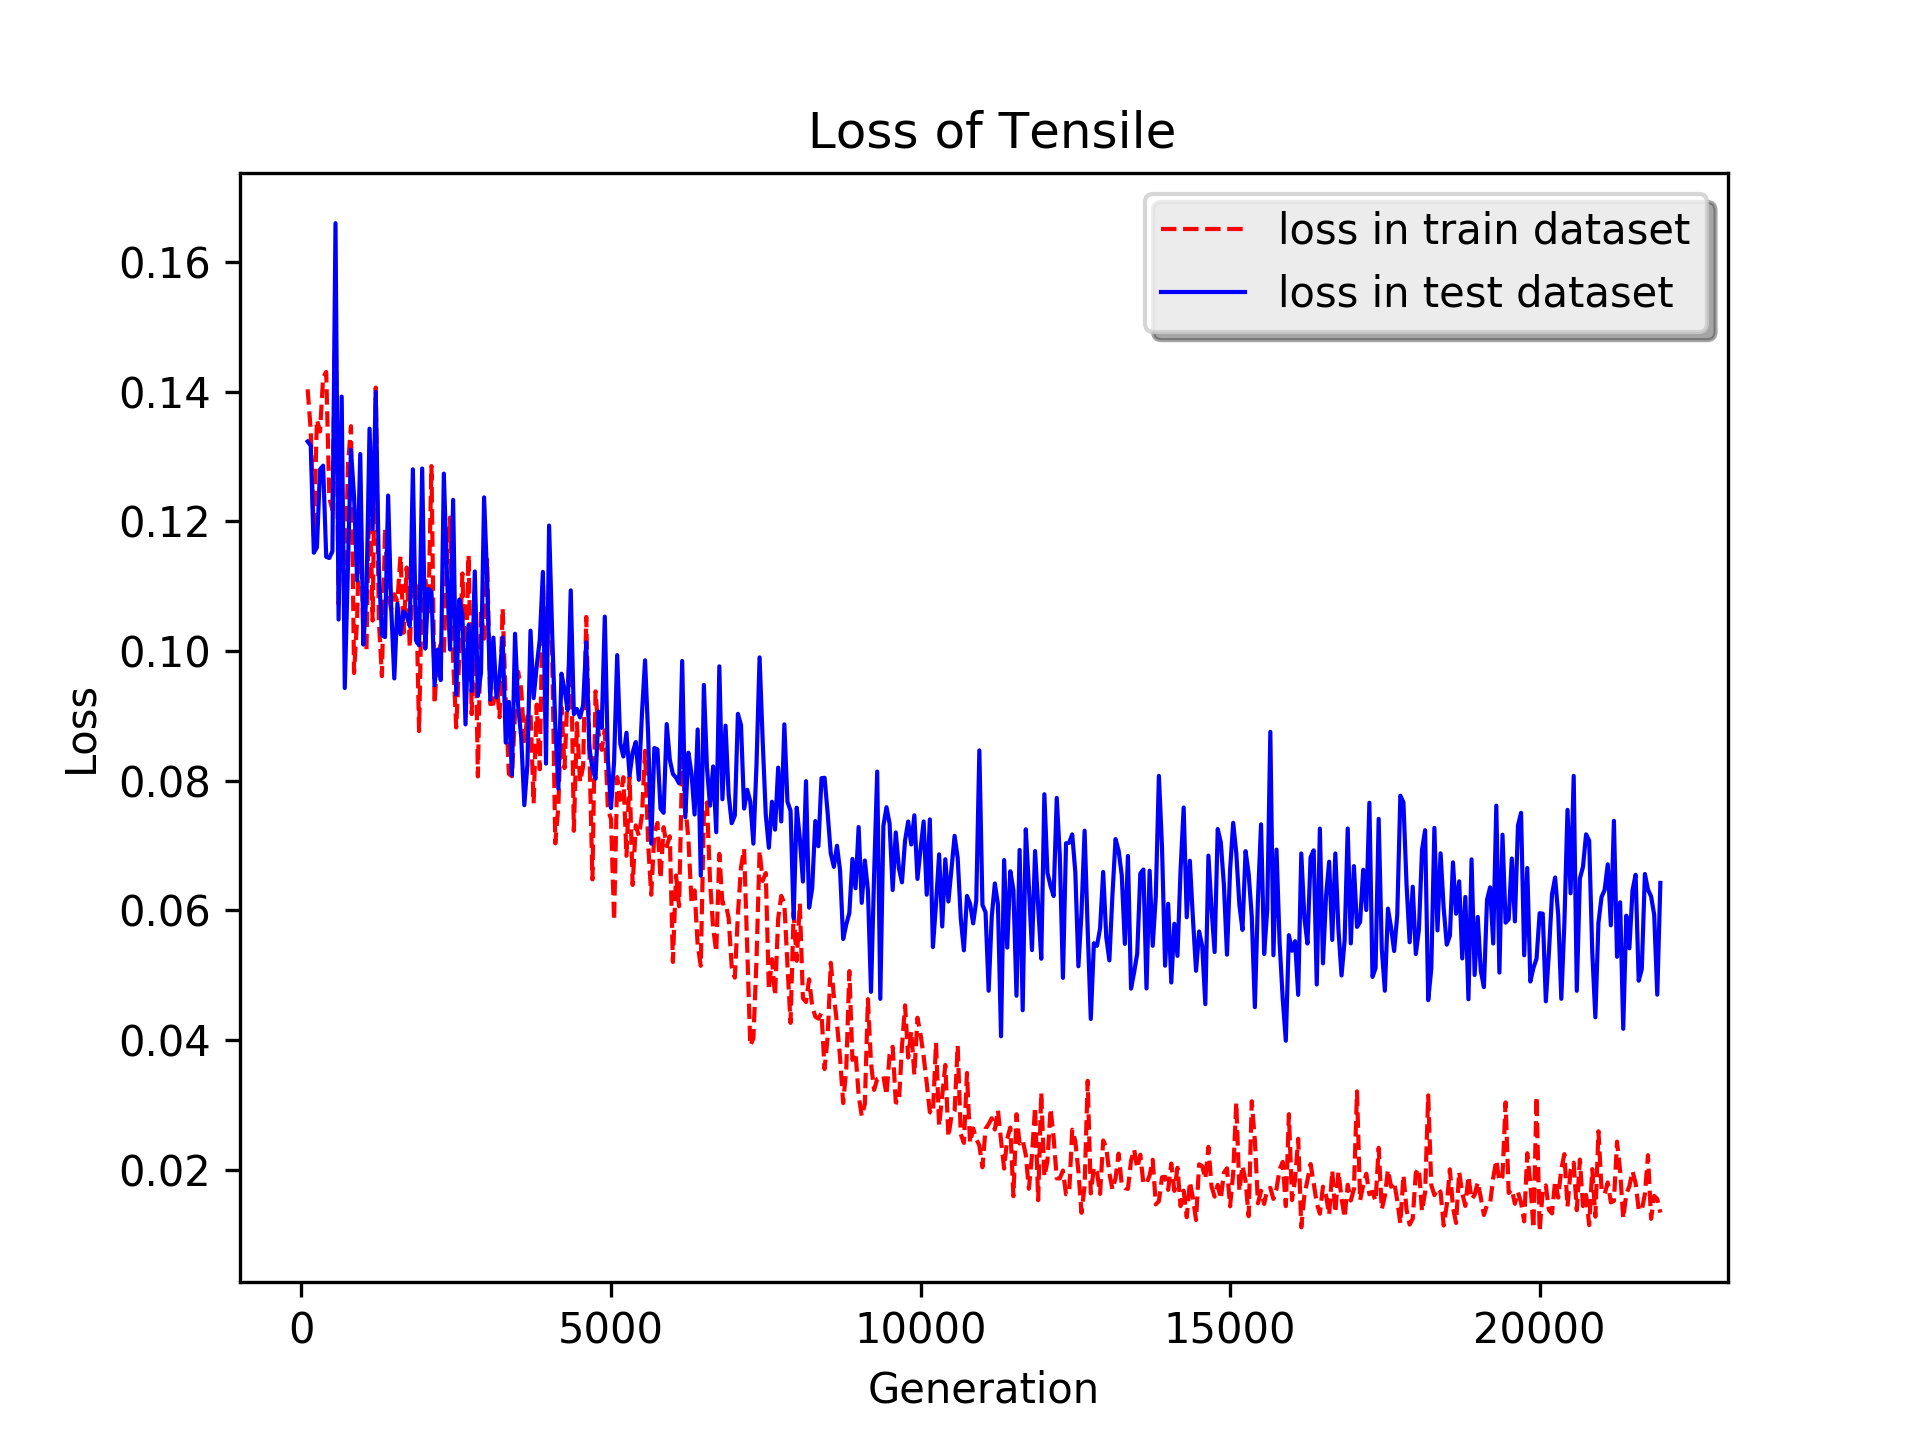 Loss of Tensile
loss in train dataset
loss in test dataset
0.16
0.14
0.12
0.10
0.08
0.06
0.04
0.02
Loss
0
5000
10000
15000
20000
Generation